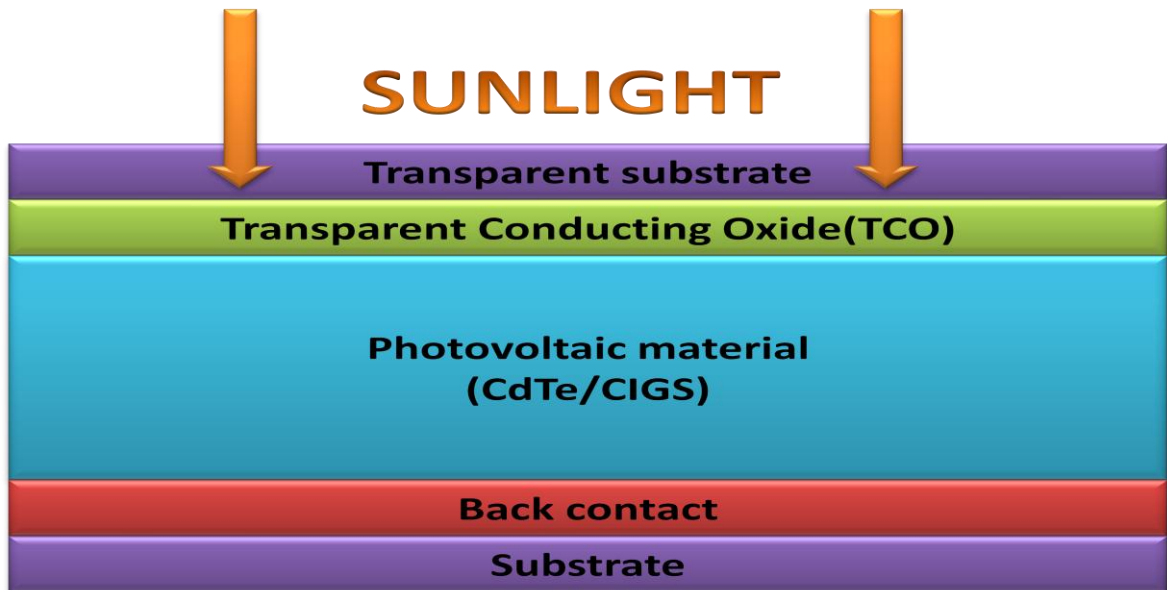 SUNLIGHT
Transparent substrate
Transparent Conducting Oxide(TCO)
Photovoltaic material
(CdTe/CIGS)
Back contact
Substrate